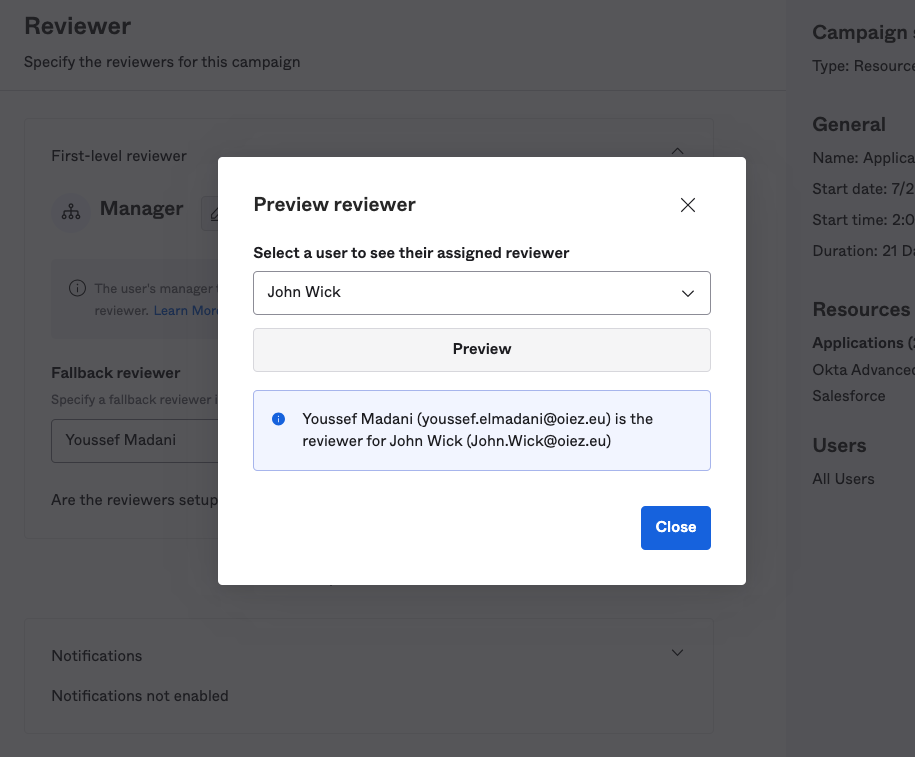 Reviewer
Specify the reviewers for this campaign
First-level reviewer
Manager
The user's manager
reviewer. Learn More
Fallback reviewer
Specify a fallback reviewer
Youssef Madani
Are the reviewers setup
Notifications
Notifications not enabled
Preview reviewer
Select a user to see their assigned reviewer
John Wick
Preview
Youssef Madani (youssef.elmadani@oiez.eu) is the
reviewer for John Wick (John.Wick@oiez.eu)
Close
Campaign
Type: Resource
General
Name: Applica
Start date: 7/2
Start time: 2:0
Duration: 21 Da
Resources
Applications (
Okta Advanced
Salesforce
Users
All Users